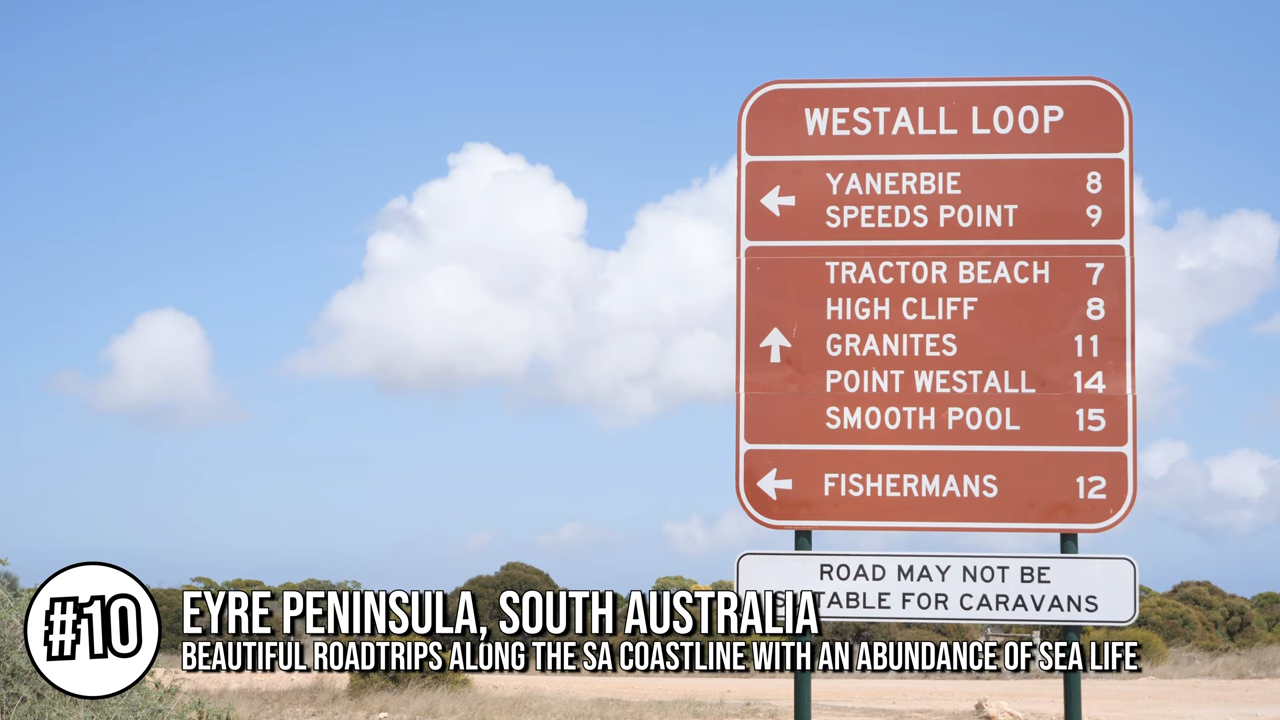 WESTALL LOOP
YANERBIE 8
SPEEDS POINT 9
TRACTOR BEACH 7
HIGH CLIFF 8
GRANITES 11
POINT WESTALL 14
SMOOTH POOL 15
FISHERMANS 12
ROAD MAY NOT BE
SUITABLE FOR CARAVANS
#10
EYRE PENINSULA, SOUTH AUSTRALIA
BEAUTIFUL ROADTRIPS ALONG THE SA COASTLINE WITH AN ABUNDANCE OF SEA LIFE